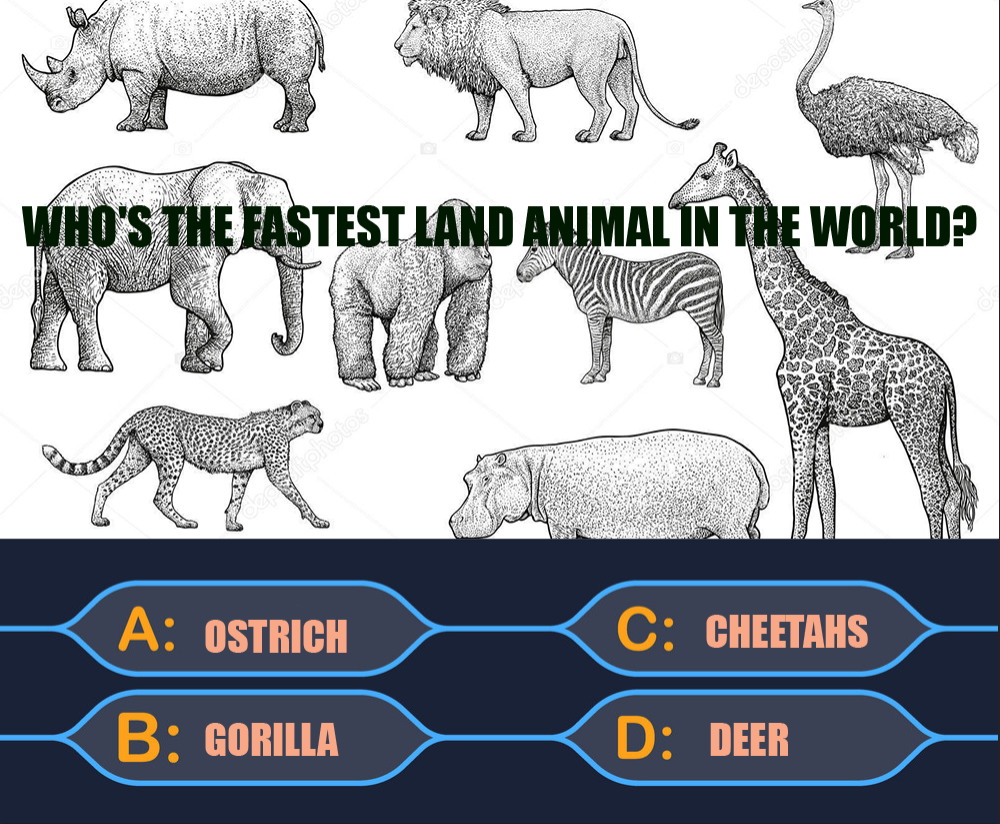 WHO'S THE FASTEST LAND ANIMAL IN THE WORLD?
A: OSTRICH
C: CHEETAHS
B: GORILLA
D: DEER